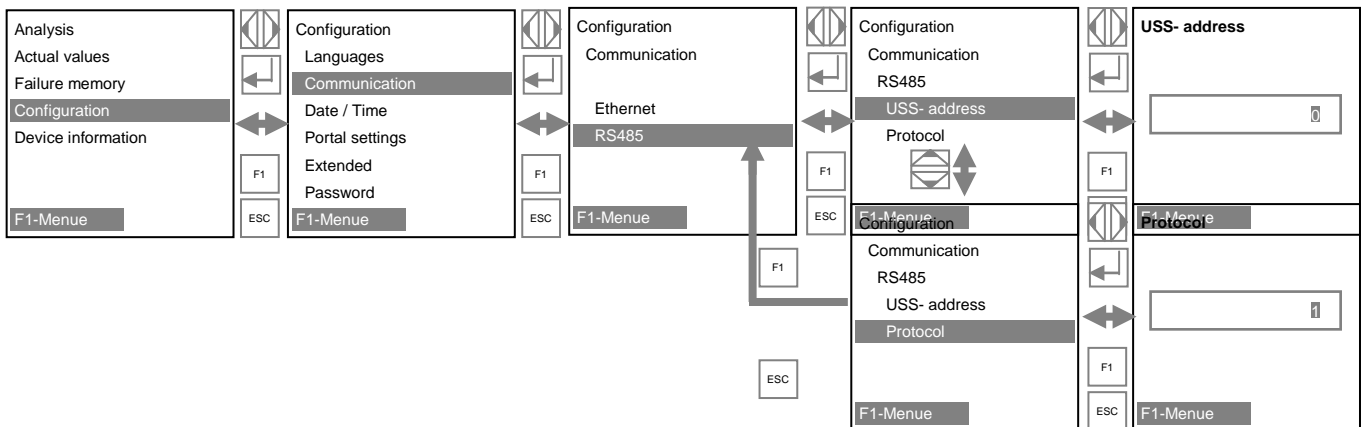 Analysis
Actual values
Failure memory
Configuration
Device information
F1-Menue
F1
ESC
Configuration
Languages
Communication
Date / Time
Portal settings
Extended
Password
F1-Menue
F1
ESC
Configuration
Communication
Ethernet
RS485
F1-Menue
F1
ESC
Configuration
Communication
RS485
USS- address
Protocol
F1-Menue
F1
USS- address
0
F1-Menue
F1
ESC
Configuration
Communication
RS485
USS- address
Protocol
F1-Menue
F1
ESC
Protocol
1
F1-Menue